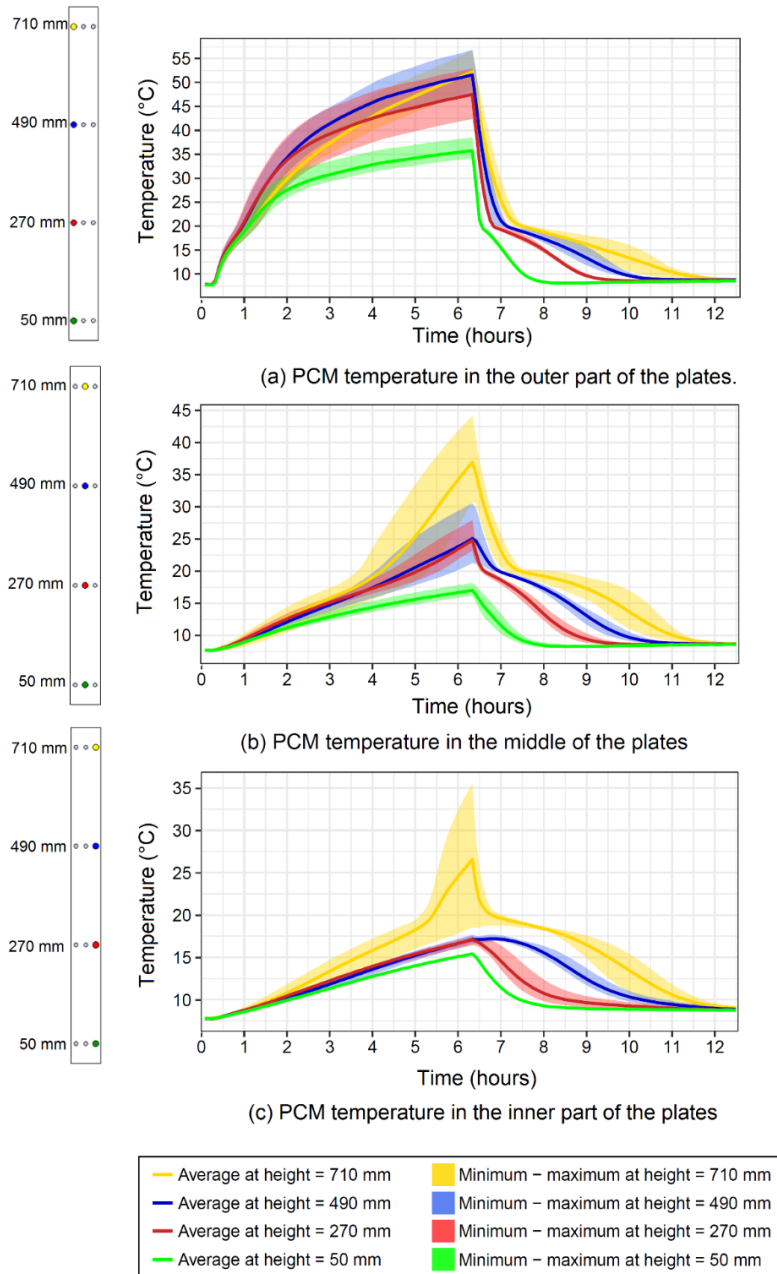 710 mm
490 mm
270 mm
50 mm
Temperature (°C)
55
50
45
40
35
30
25
20
15
10
0 1 2 3 4 5 6 7 8 9 10 11 12
Time (hours)
(a) PCM temperature in the outer part of the plates.
710 mm
490 mm
270 mm
50 mm
Temperature (°C)
45
40
35
30
25
20
15
10
0 1 2 3 4 5 6 7 8 9 10 11 12
Time (hours)
(b) PCM temperature in the middle of the plates
710 mm
490 mm
270 mm
50 mm
Temperature (°C)
35
30
25
20
15
10
0 1 2 3 4 5 6 7 8 9 10 11 12
Time (hours)
(c) PCM temperature in the inner part of the plates
Average at height = 710 mm Minimum − maximum at height = 710 mm
Average at height = 490 mm Minimum − maximum at height = 490 mm
Average at height = 270 mm Minimum − maximum at height = 270 mm
Average at height = 50 mm Minimum − maximum at height = 50 mm